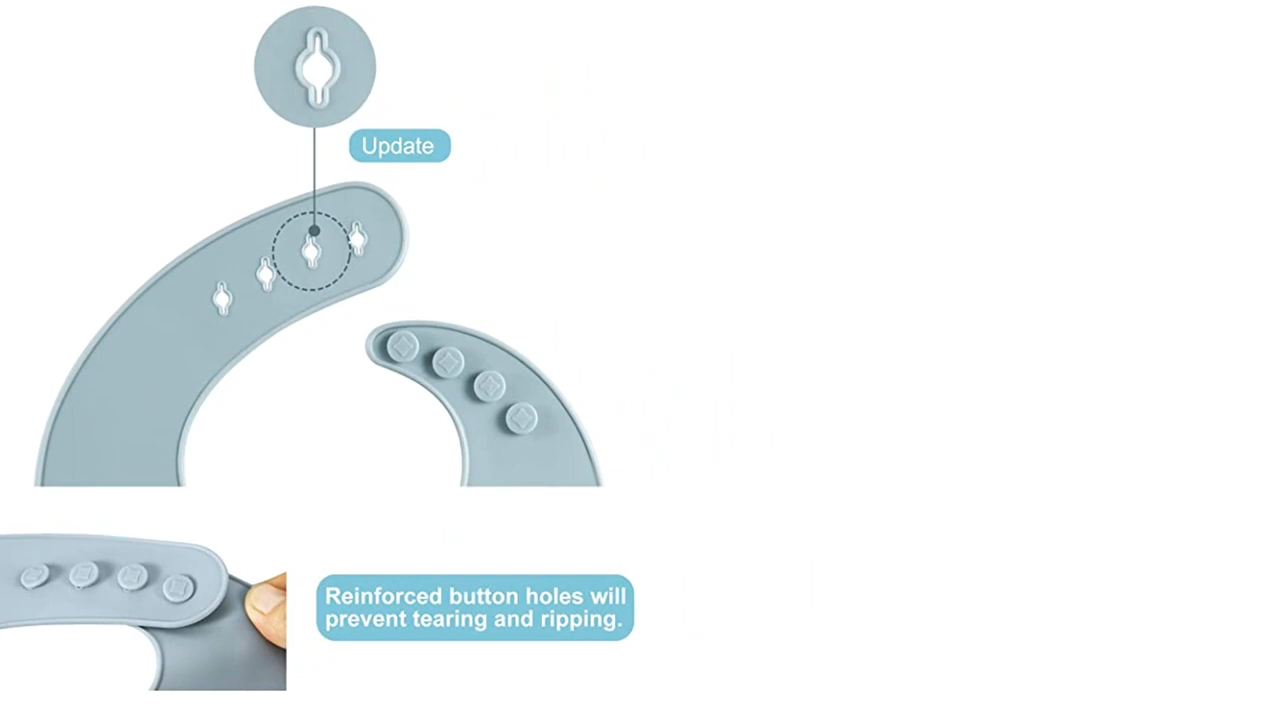 Update
Reinforced button holes will
prevent tearing and ripping.